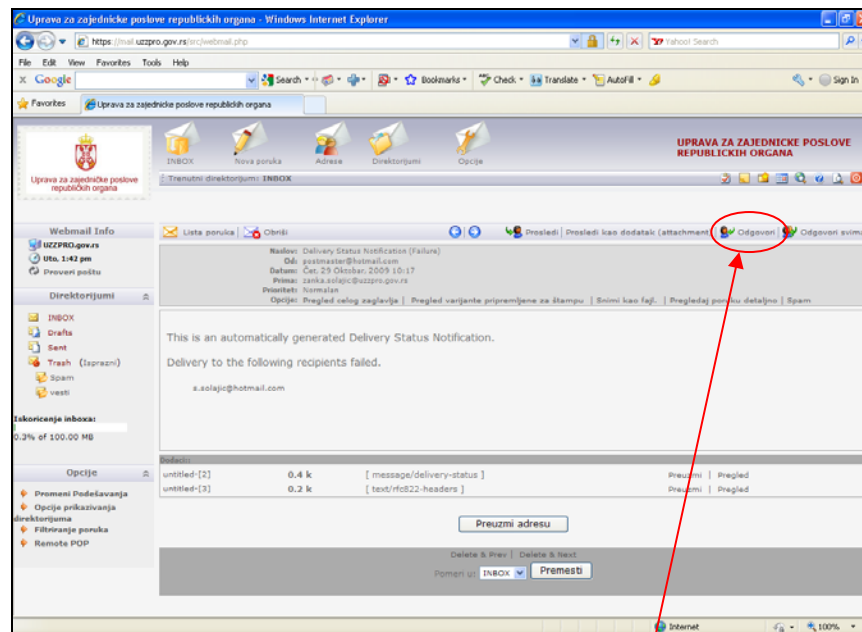 Uprava za zajedničke poslove republičkih organa - Windows Internet Explorer
https://mail.uzzpro.gov.rs/src/webmail.php
Yahoo! Search
File Edit View Favorites Tools Help
x Google Search Bookmarks Check Translate AutoFill Sign In
Favorites Uprava za zajedničke poslove republičkih organa
Uprava za zajedničke poslove republičkih organa
INBOX Nova poruka Adrese Direktorijumi Opcije
UPRAVA ZA ZAJEDNICKE POSLOVE
REPUBLICKIH ORGANA
Trenutni direktorijum: INBOX
Webmail Info
UZZPRO.gov.rs
Uto, 1:42 pm
Proveri poštu
Direktorijumi
INBOX
Drafts
Sent
Trash (Isprazni)
Spam
vesti
Iskoricenje inboxa:
0.3% of 100.00 MB
Opcije
Promeni Podešavanja
Opcije prikazivanja
direktorijuma
Filtriranje poruka
Remote POP
Lista poruka | Obriši
Prosledi | Prosledi kao dodatak (attachment) Odgovori | Odgovori svima
Naslov: Delivery Status Notification (Failure)
Od: postmaster@hotmail.com
Datum: Čet, 29 Oktobar, 2009 10:17
Prima: zanka.solajic@uzzpro.gov.rs
Prioritet: Normalan
Opcije: Pregled celog zaglavlja | Pregled varijante pripremljene za štampu | Snimi kao fajl. | Pregledaj poruku detaljno | Spam
This is an automatically generated Delivery Status Notification.
Delivery to the following recipients failed.
s.solajic@hotmail.com
Dodaci:
untitled-[2] 0.4 k [ message/delivery-status ] Preuzmi | Pregled
untitled-[3] 0.2 k [ text/rfc822-headers ] Preuzmi | Pregled
Preuzmi adresu
Delete & Prev | Delete & Next
Pomeri u: INBOX Premesti
Internet 100%